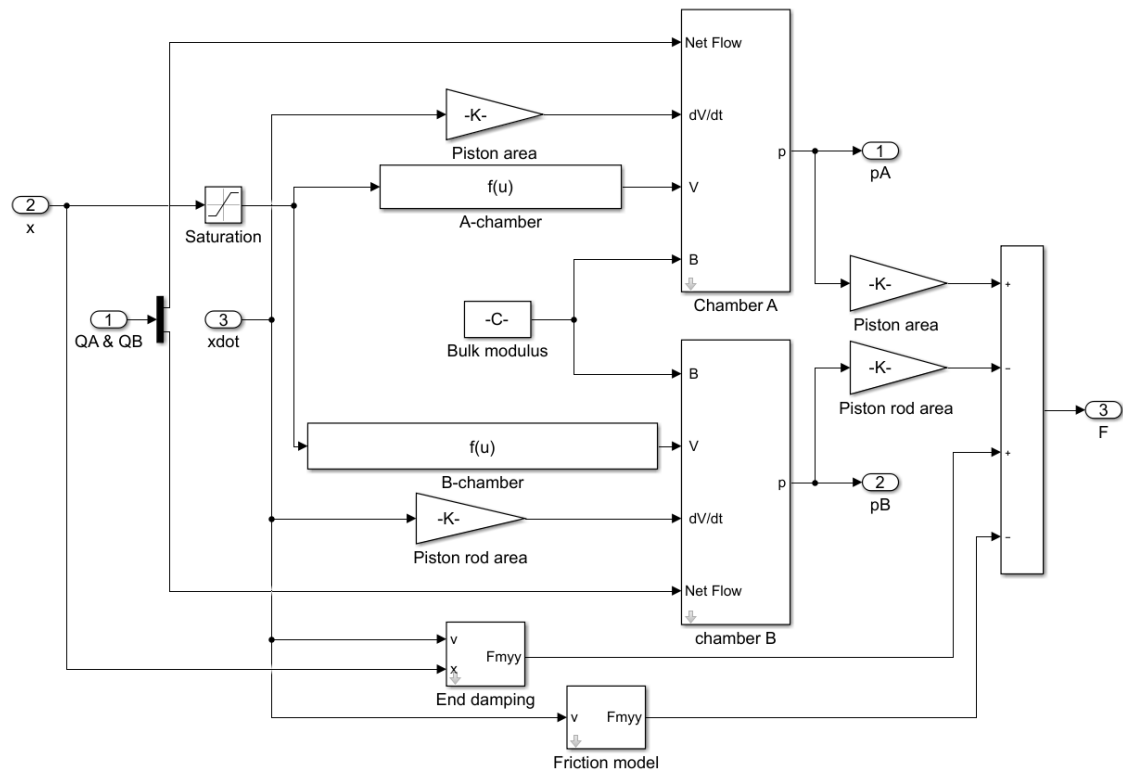 Net Flow
-K-
dV/dt
Piston area
p
1
pA
f(u)
V
A-chamber
2
x
Saturation
B
-K-
+
Chamber A
Piston area
1
QA & QB
3
xdot
-C-
Bulk modulus
B
-K-
−
Piston rod area
3
F
f(u)
V
+
B-chamber
p
2
pB
-K-
dV/dt
Piston rod area
−
Net Flow
chamber B
v
Fmyy
x
End damping
v
Fmyy
Friction model